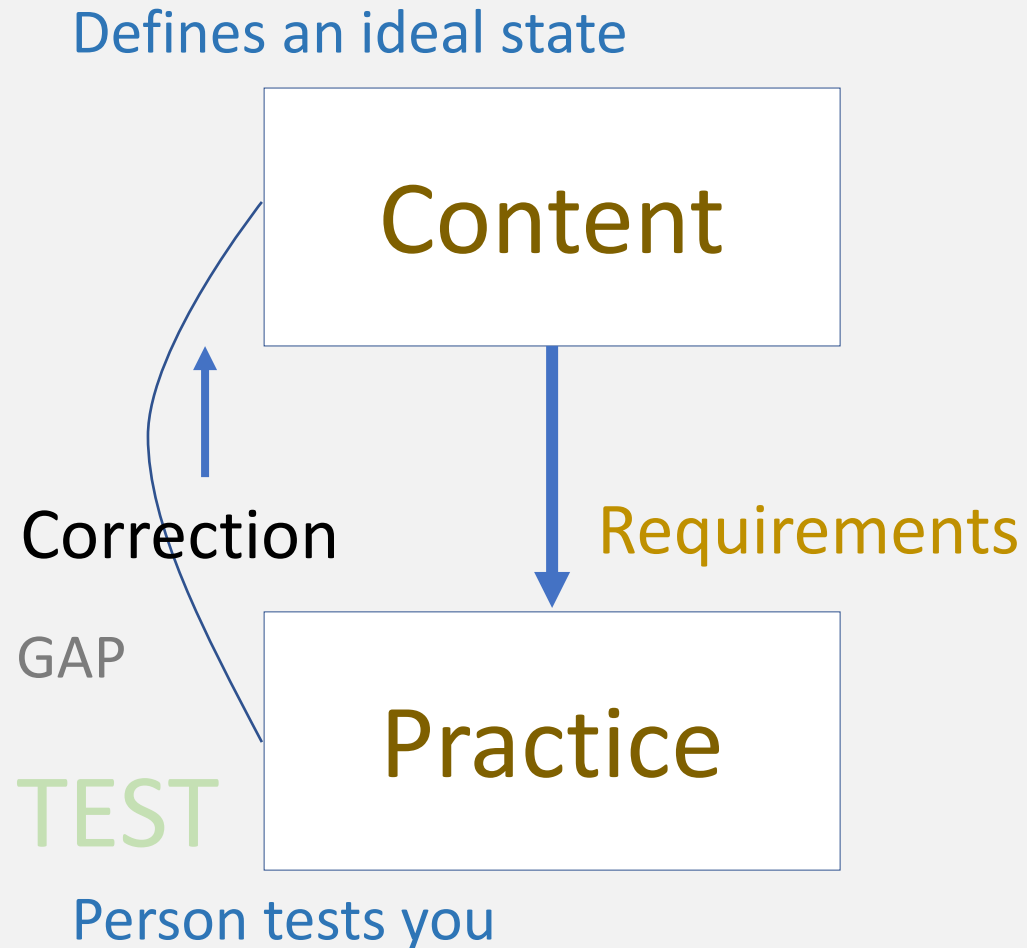 Defines an ideal state
Content
Correction
Requirements
GAP
Practice
TEST
Person tests you